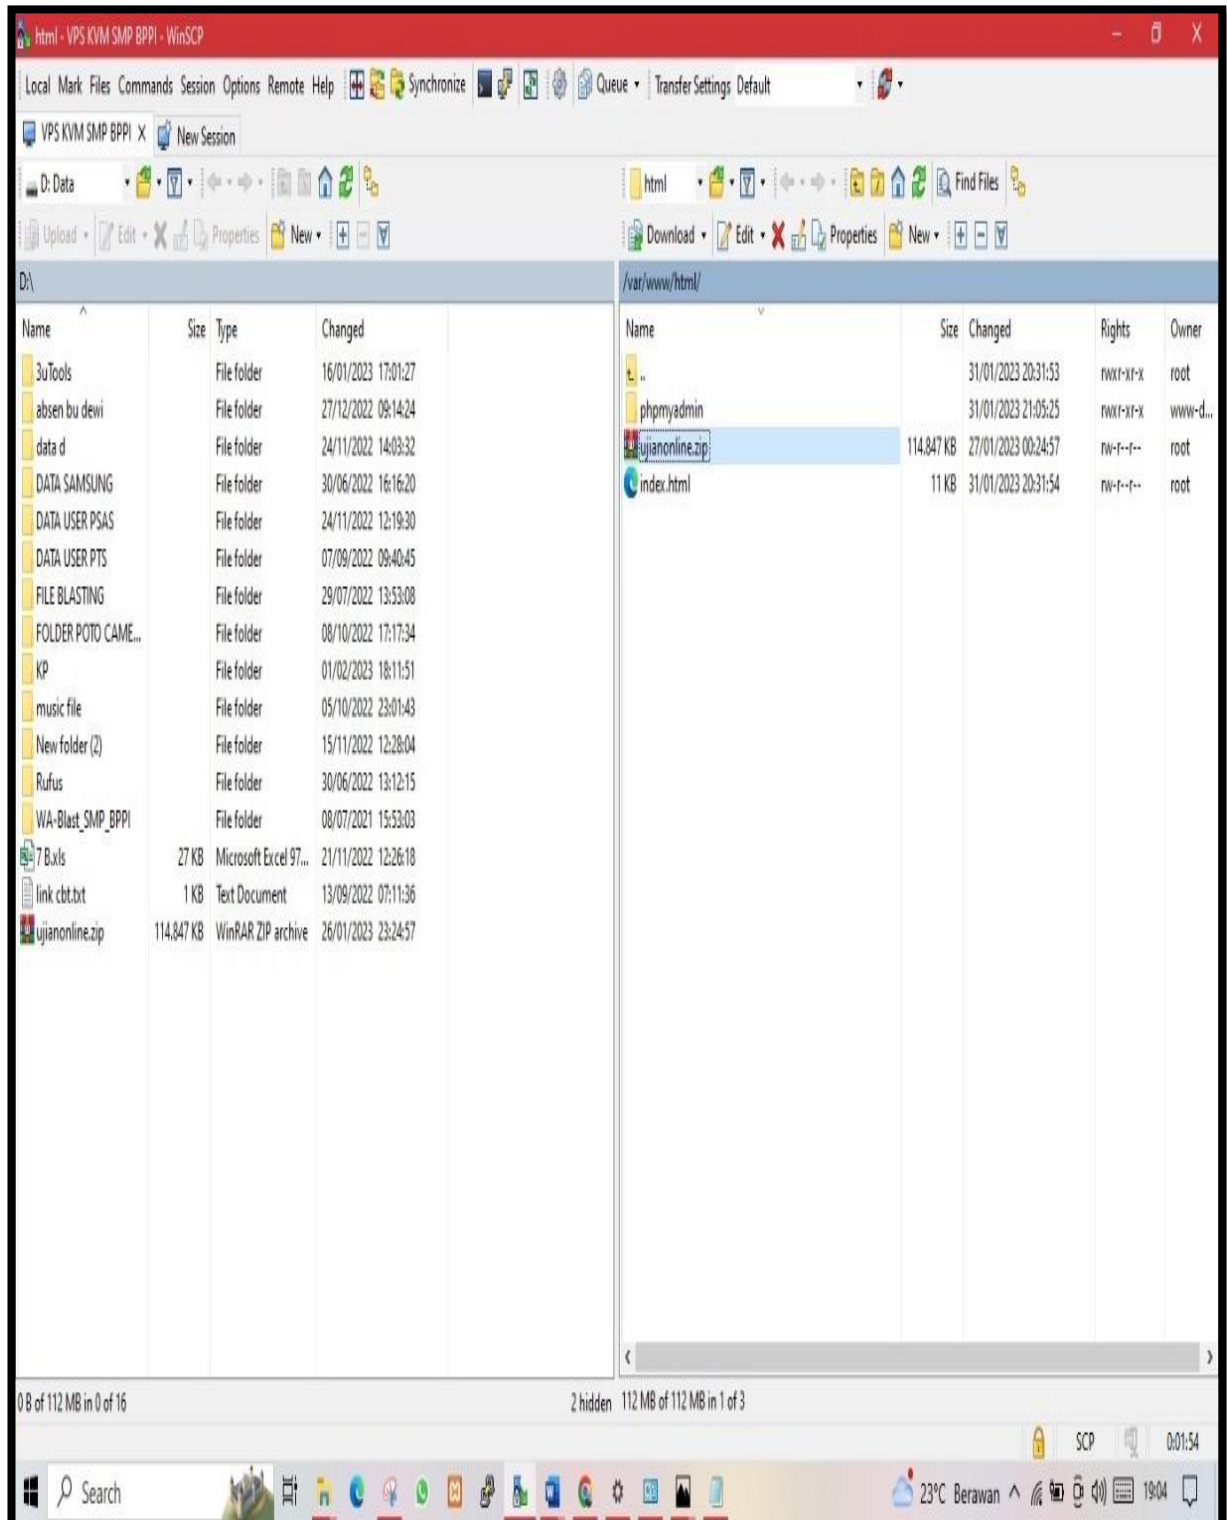 html - VPS KVM SMP BPPI - WinSCP
Local Mark Files Commands Session Options Remote Help Synchronize Queue Transfer Settings Default
VPS KVM SMP BPPI X New Session
D: Data
html Find Files
Upload Edit Properties New
Download Edit Properties New
D:\
/var/www/html/
Name Size Type Changed
3uTools File folder 16/01/2023 17:01:27
absen bu dewi File folder 27/12/2022 09:14:24
data d File folder 24/11/2022 14:03:32
DATA SAMSUNG File folder 30/06/2022 16:16:20
DATA USER PSAS File folder 24/11/2022 12:19:30
DATA USER PTS File folder 07/09/2022 09:40:45
FILE BLASTING File folder 29/07/2022 13:53:08
FOLDER POTO CAME... File folder 08/10/2022 17:17:34
KP File folder 01/02/2023 18:11:51
music file File folder 05/10/2022 23:01:43
New folder (2) File folder 15/11/2022 12:28:04
Rufus File folder 30/06/2022 13:12:15
WA-Blast_SMP_BPPI File folder 08/07/2021 15:53:03
7 B.xls 27 KB Microsoft Excel 97... 21/11/2022 12:26:18
link cbt.txt 1 KB Text Document 13/09/2022 07:11:36
ujianonline.zip 114.847 KB WinRAR ZIP archive 26/01/2023 23:24:57
Name Size Changed Rights Owner
.. 31/01/2023 20:31:53 rwxr-xr-x root
phpmyadmin 31/01/2023 21:05:25 rwxr-xr-x www-d...
ujianonline.zip 114.847 KB 27/01/2023 00:24:57 rw-r--r-- root
index.html 11 KB 31/01/2023 20:31:54 rw-r--r-- root
0 B of 112 MB in 0 of 16 2 hidden
112 MB of 112 MB in 1 of 3
SCP 0:01:54
Search 23°C Berawan 19:04